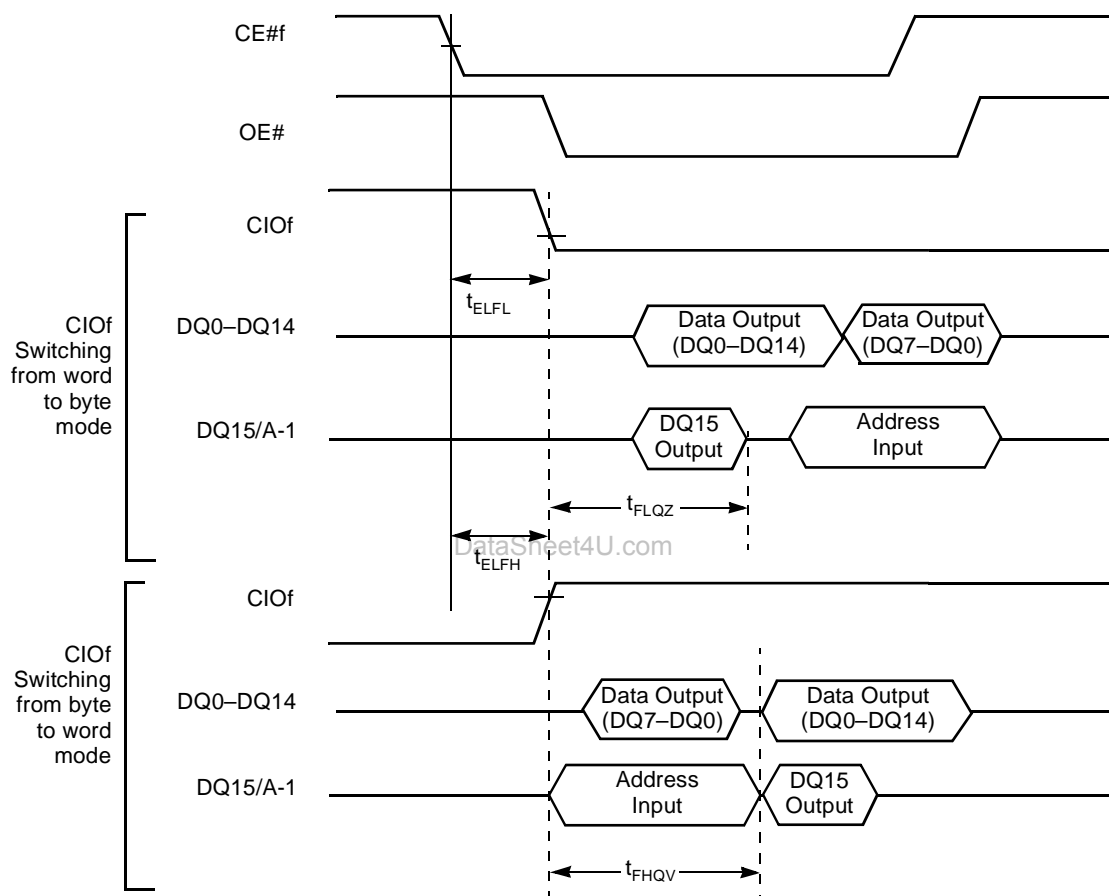 CE#f
OE#
CIOf
tELFL
CIOf
Switching
from word
to byte
mode
DQ0–DQ14
Data Output
(DQ0–DQ14)
Data Output
(DQ7–DQ0)
DQ15/A-1
DQ15
Output
Address
Input
tFLQZ
DataSheet4U.com
tELFH
CIOf
CIOf
Switching
from byte
to word
mode
DQ0–DQ14
Data Output
(DQ7–DQ0)
Data Output
(DQ0–DQ14)
DQ15/A-1
Address
Input
DQ15
Output
tFHQV